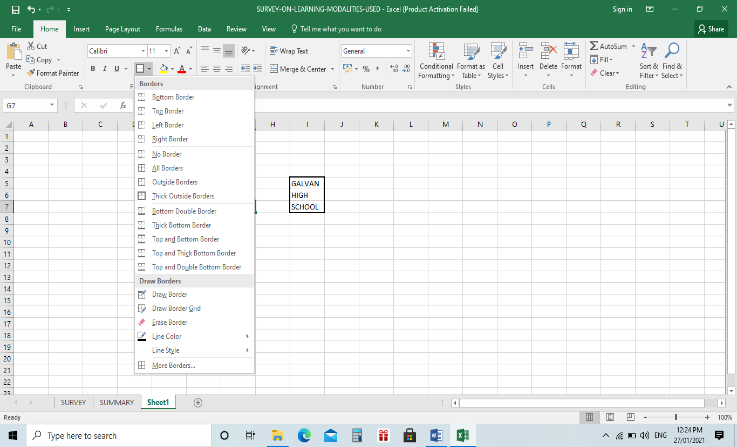 SURVEY-ON-LEARNING-MODALITIES-USED - Excel (Product Activation Failed)
Sign in
File Home Insert Page Layout Formulas Data Review View Tell me what you want to do Share
Paste
Cut
Copy
Format Painter
Clipboard
Calibri 11
B I U
Wrap Text
Merge & Center
General
Number
Conditional Formatting
Format as Table
Cell Styles
Styles
Insert Delete Format
Cells
AutoSum
Fill
Clear
Sort & Filter
Find & Select
Editing
G7
fx
A B C H I J K L M N O P Q R S T U
1
2
3
4
5
6
7
8
9
10
11
12
13
14
15
16
17
18
19
20
21
22
23
GALVAN
HIGH
SCHOOL
Borders
Bottom Border
Top Border
Left Border
Right Border
No Border
All Borders
Outside Borders
Thick Outside Borders
Bottom Double Border
Thick Bottom Border
Top and Bottom Border
Top and Thick Bottom Border
Top and Double Bottom Border
Draw Borders
Draw Border
Draw Border Grid
Erase Border
Line Color
Line Style
More Borders...
SURVEY SUMMARY Sheet1
Ready
100%
Type here to search
ENG
12:24 PM
27/01/2021